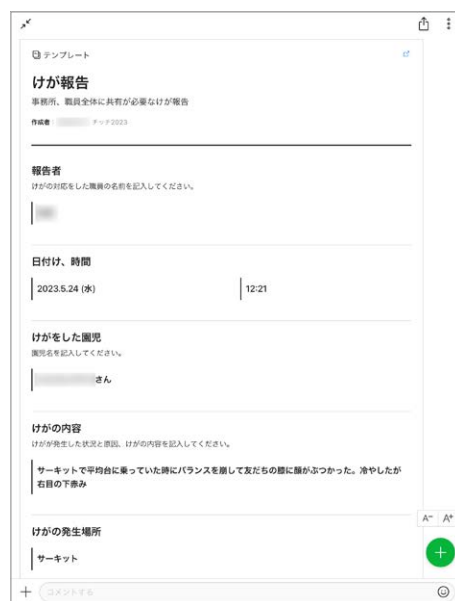 テンプレート
けが報告
事務所、職員全体に共有が必要なけが報告
作成者 チッチ2023
報告者
けがの対応をした職員の名前を記入してください。
日付け、時間
2023.5.24 (水) 12:21
けがをした園児
園児名を記入してください。
さん
けがの内容
けがが発生した状況と原因、けがの内容を記入してください。
サーキットで平均台に乗っていた時にバランスを崩して友だちの膝に顔がぶつかった。冷やしたが
右目の下赤み
けがの発生場所
サーキット
A- A+
コメントする